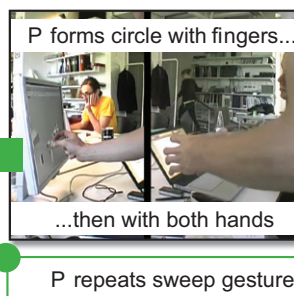 P forms circle with fingers...
...then with both hands
P repeats sweep gesture